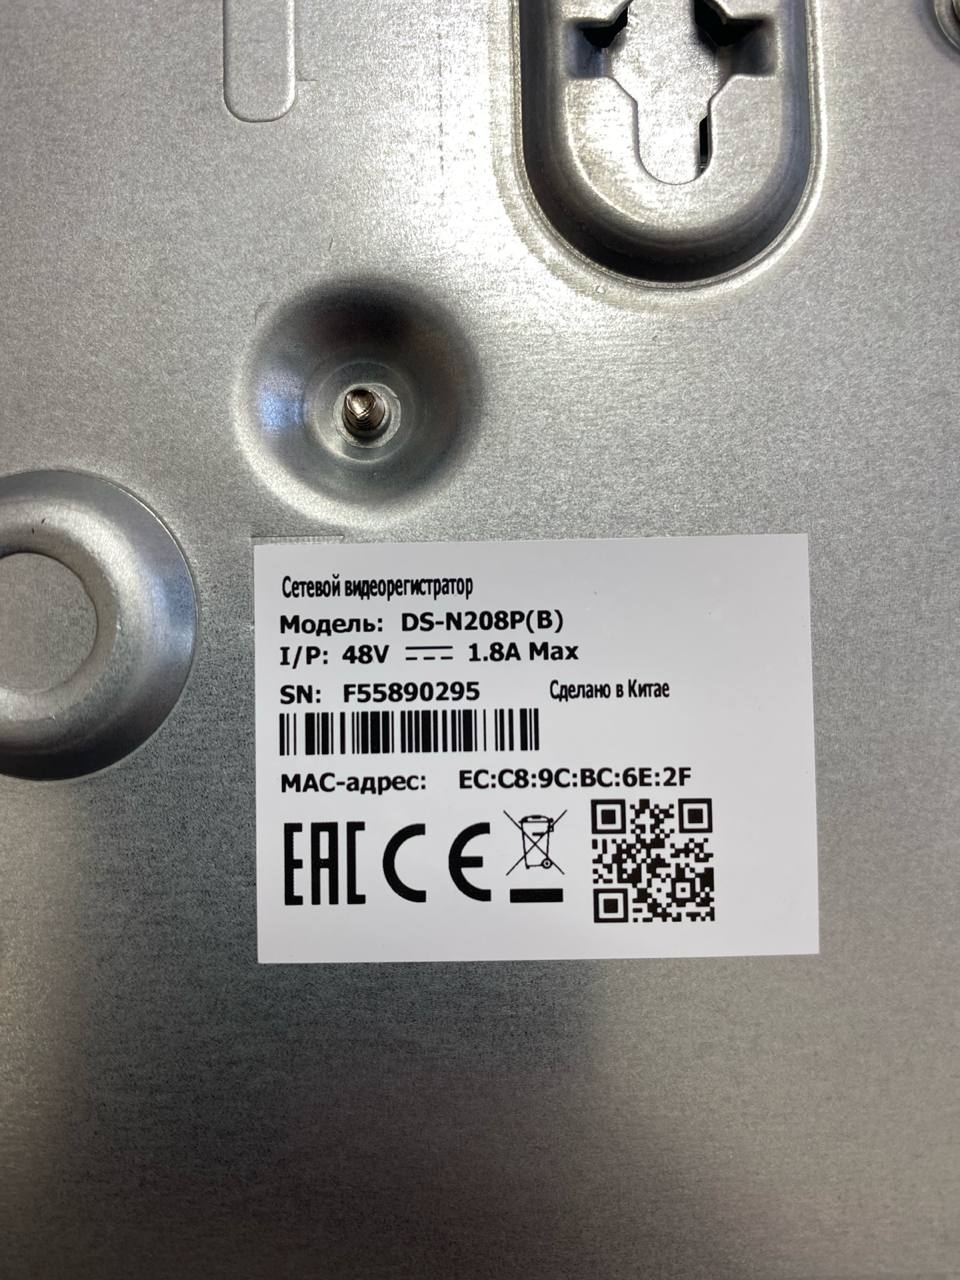 Сетевой видеорегистратор
Модель: DS-N208P(B)
I/P: 48V 1.8A Max
SN: F55890295 Сделано в Китае
MAC-адрес: EC:C8:9C:BC:6E:2F
EAC CE